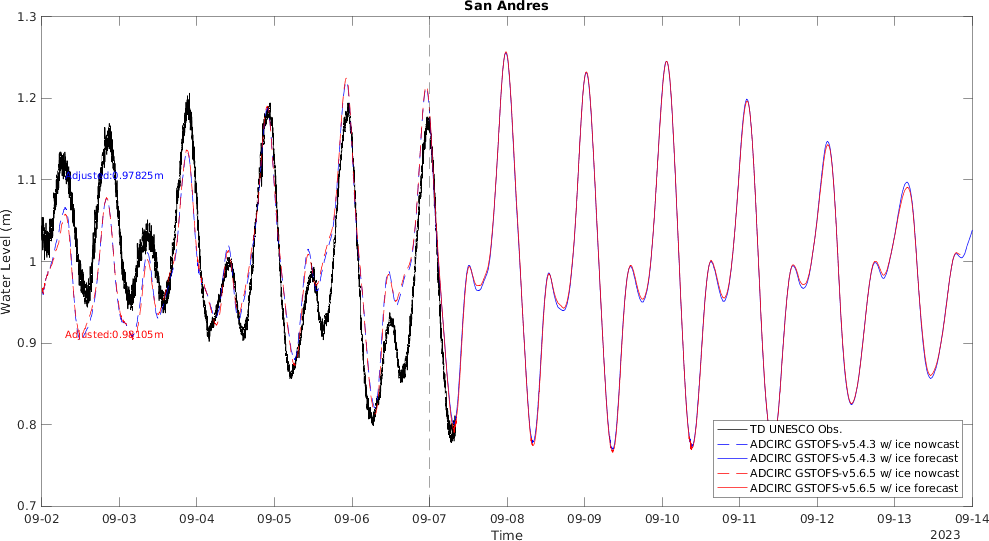 San Andres
Water Level (m)
1.3
1.2
1.1
1
0.9
0.8
0.7
Adjusted:0.97825m
Adjusted:0.98105m
TD UNESCO Obs.
ADCIRC GSTOFS-v5.4.3 w/ ice nowcast
ADCIRC GSTOFS-v5.4.3 w/ ice forecast
ADCIRC GSTOFS-v5.6.5 w/ ice nowcast
ADCIRC GSTOFS-v5.6.5 w/ ice forecast
09-02 09-03 09-04 09-05 09-06 09-07 09-08 09-09 09-10 09-11 09-12 09-13 09-14
Time
2023